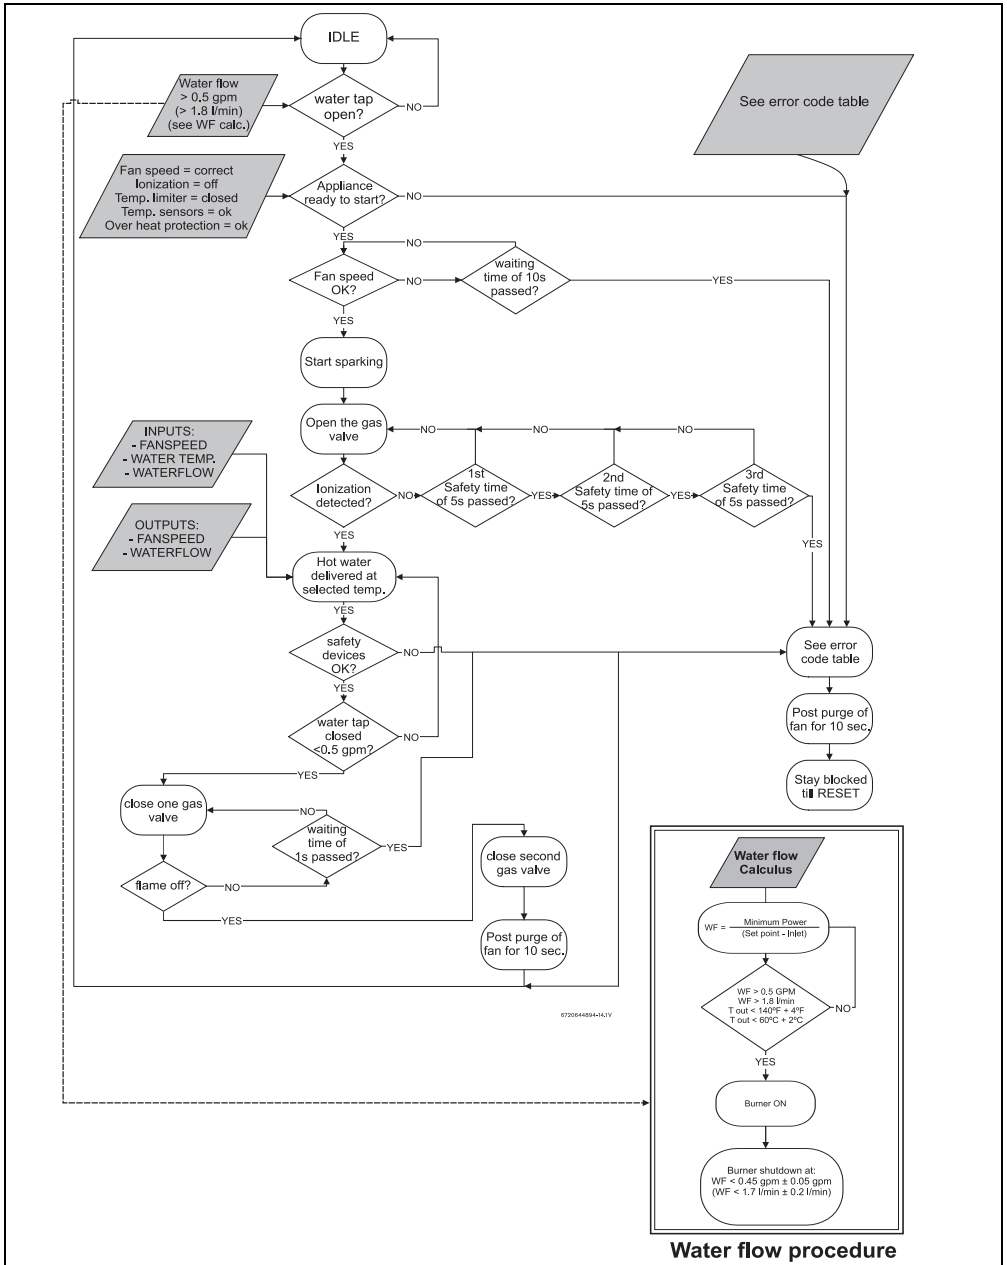 IDLE
Water flow
> 0.5 gpm
(> 1.8 l/min)
(see WF calc.)
water tap
open?
NO
YES
See error code table
Fan speed = correct
Ionization = off
Temp. limiter = closed
Temp. sensors = ok
Over heat protection = ok
Appliance
ready to start?
NO
YES
NO
Fan speed
OK?
NO
waiting
time of 10s
passed?
YES
YES
Start sparking
Open the gas
valve
NO
NO
NO
INPUTS:
- FANSPEED
- WATER TEMP.
- WATERFLOW
Ionization
detected?
NO
1st
Safety time
of 5s passed?
YES
2nd
Safety time of
5s passed?
YES
3rd
Safety time
of 5s passed?
YES
YES
OUTPUTS:
- FANSPEED
- WATERFLOW
Hot water
delivered at
selected temp.
YES
safety
devices
OK?
NO
YES
See error
code table
water tap
closed
<0.5 gpm?
NO
YES
Post purge of
fan for 10 sec.
Stay blocked
till RESET
close one gas
valve
NO
waiting
time of
1s passed?
YES
flame off?
NO
YES
close second
gas valve
Post purge of
fan for 10 sec.
6720644894-14.1V
Water flow
Calculus
WF = Minimum Power
(Set point - Inlet)
WF > 0.5 GPM
WF > 1.8 l/min
T out < 140ºF + 4ºF
T out < 60ºC + 2ºC
NO
YES
Burner ON
Burner shutdown at:
WF < 0.45 gpm ± 0.05 gpm
(WF < 1.7 l/min ± 0.2 l/min)
Water flow procedure